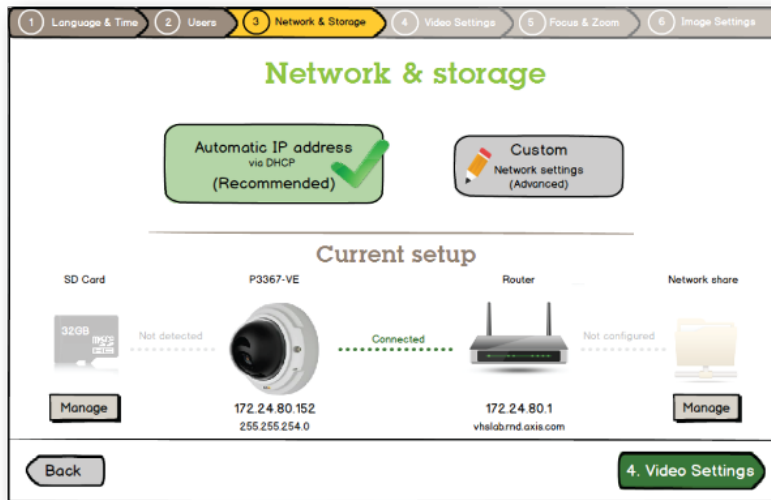 1 Language & Time
2 Users
3 Network & Storage
4 Video Settings
5 Focus & Zoom
6 Image Settings
Network & storage
Automatic IP address
via DHCP
(Recommended)
Custom
Network settings
(Advanced)
Current setup
SD Card
P3367-VE
Router
Network share
32GB
Not detected
Connected
Not configured
Manage
172.24.80.152
255.255.254.0
172.24.80.1
vhslab.rnd.axis.com
Manage
Back
4. Video Settings